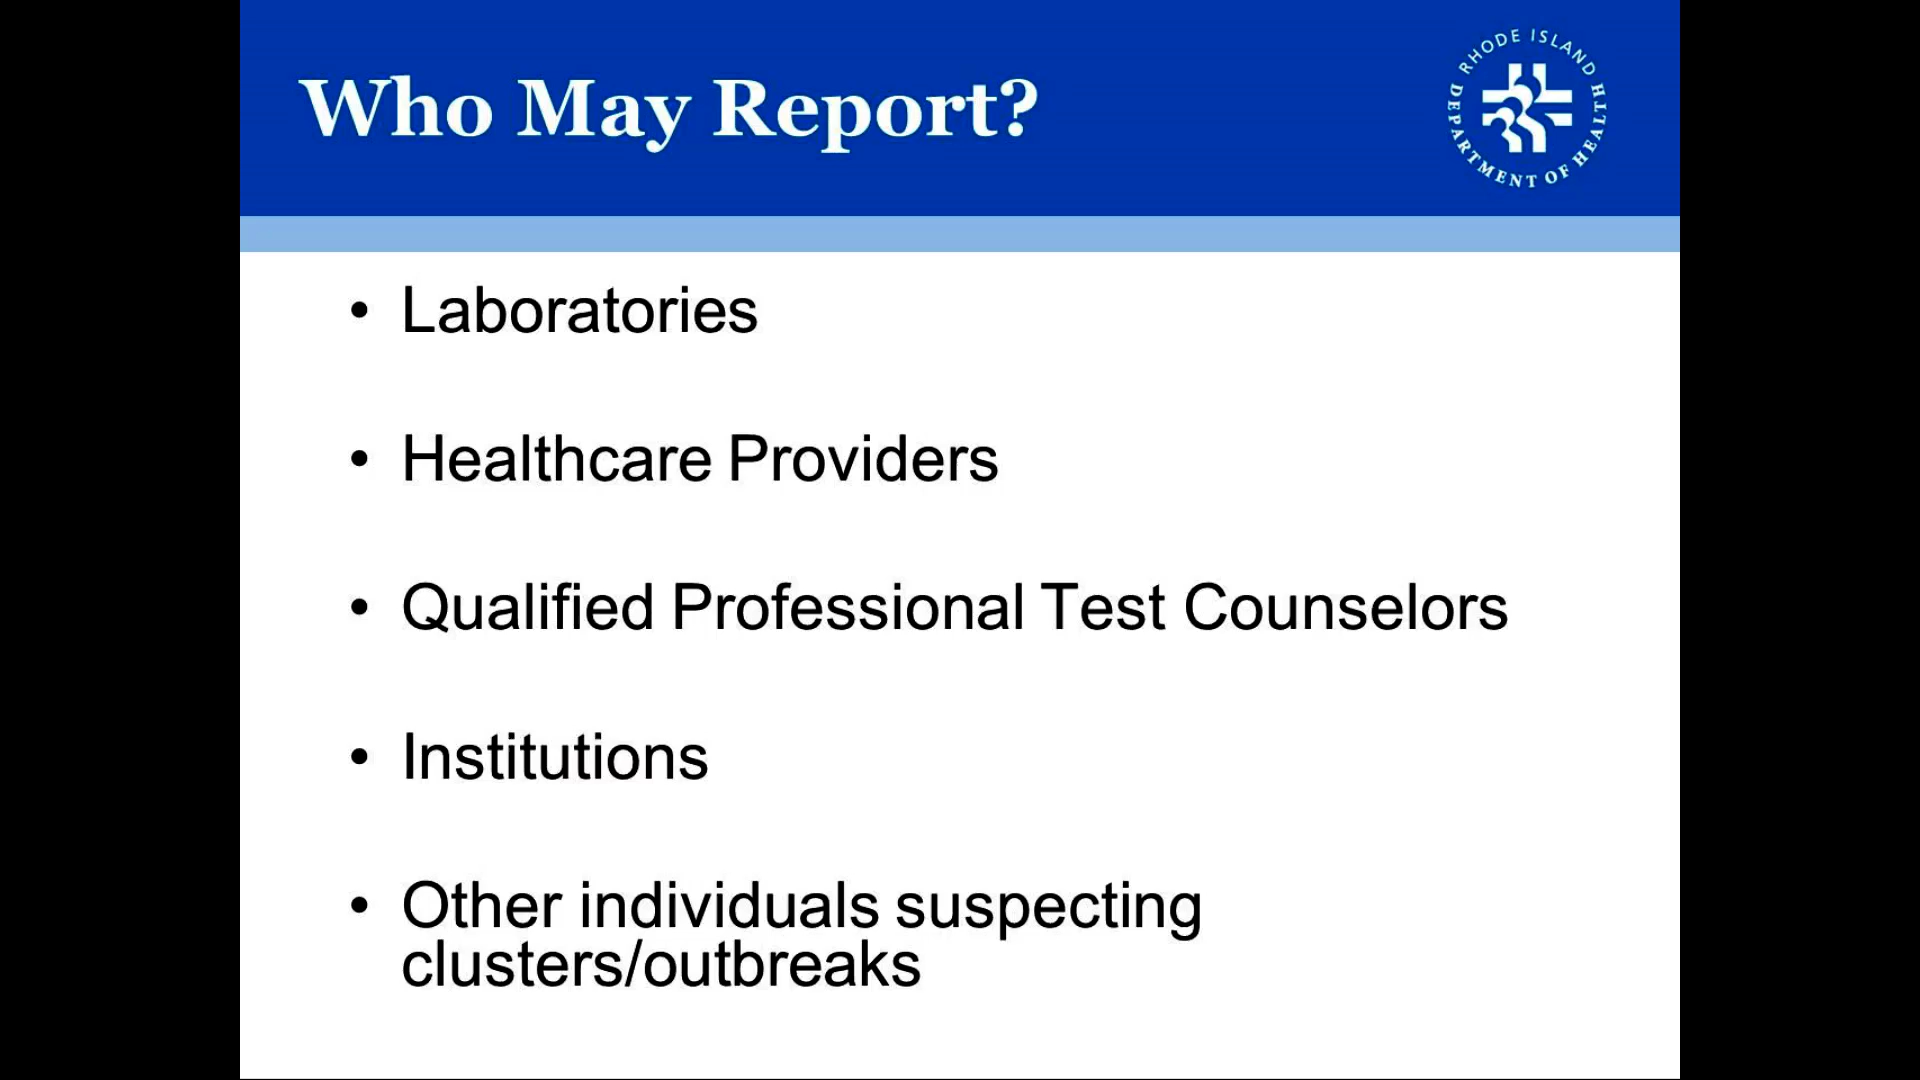 Who May Report?
RHODE ISLAND
DEPARTMENT OF HEALTH
• Laboratories
• Healthcare Providers
• Qualified Professional Test Counselors
• Institutions
• Other individuals suspecting
clusters/outbreaks